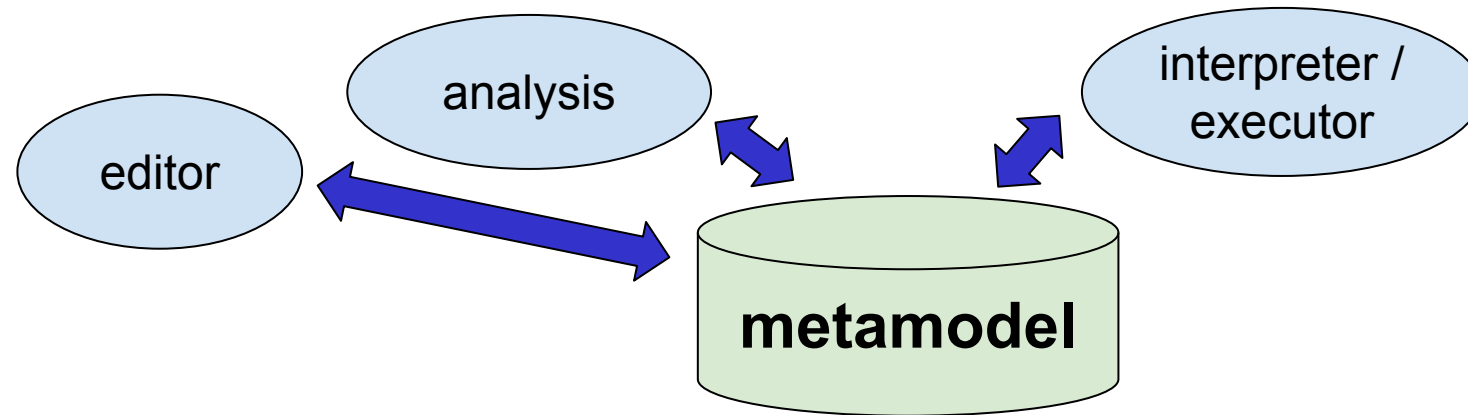 editor
analysis
interpreter /
executor
metamodel